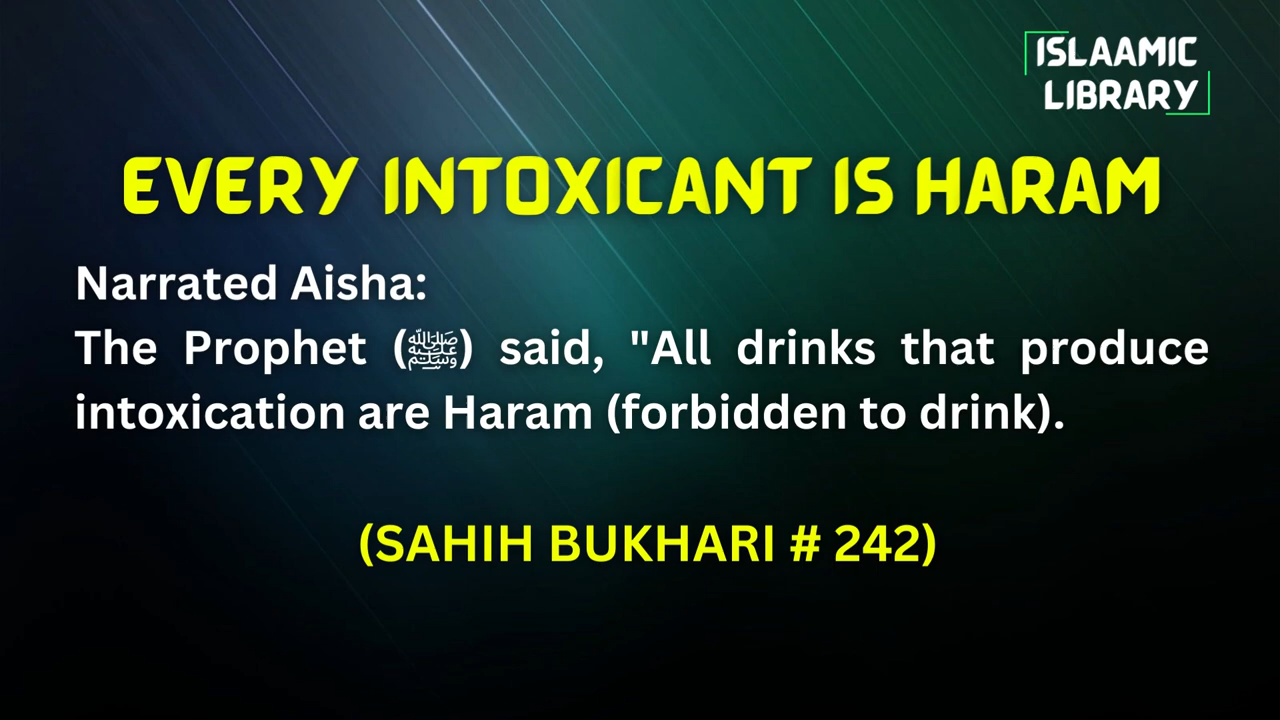 ISLAAMIC
LIBRARY
EVERY INTOXICANT IS HARAM
Narrated Aisha:
The Prophet (ﷺ) said, "All drinks that produce
intoxication are Haram (forbidden to drink).
(SAHIH BUKHARI # 242)